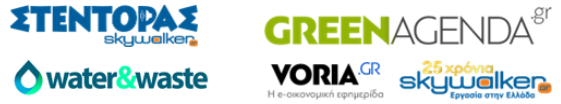 ΣΤΕΝΤΟΡΑΣ
skywalker.gr
GREENAGENDA.gr
water&waste
VORIA.GR
Η e-οικονομική εφημερίδα
25 χρόνια
skywalker.gr
Εργασία στην Ελλάδα